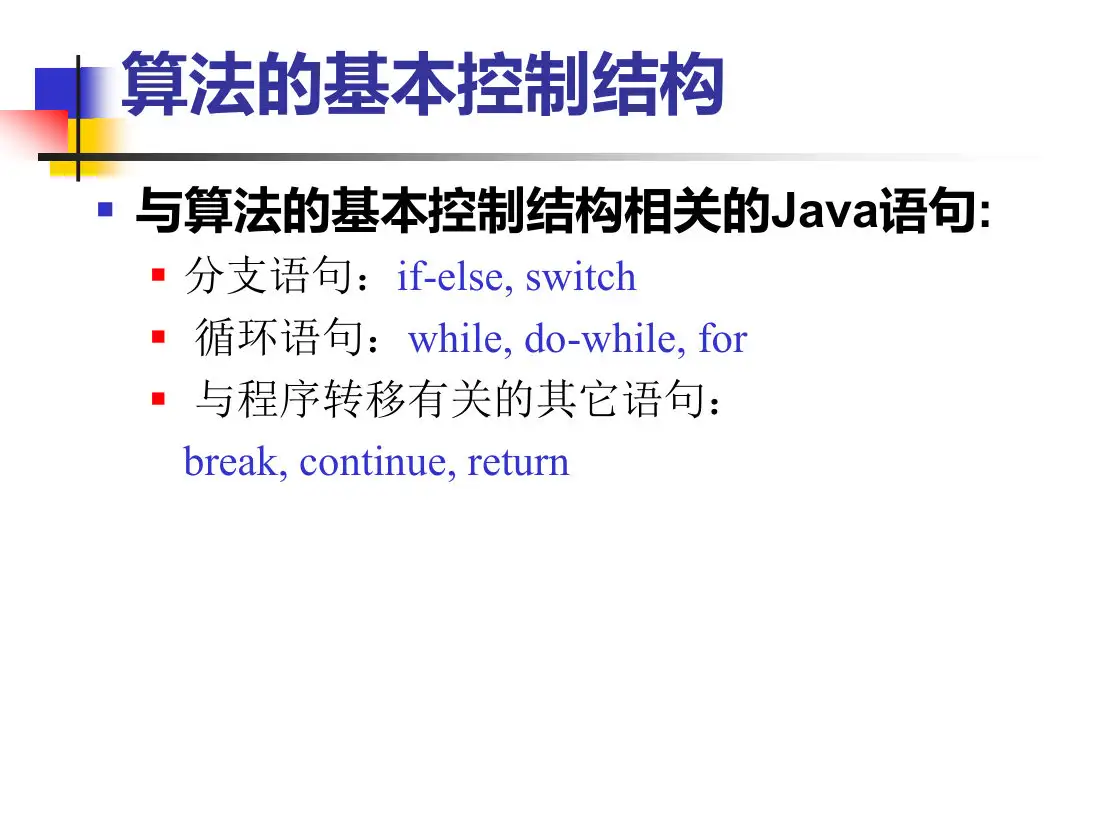 算法的基本控制结构
与算法的基本控制结构相关的Java语句:
分支语句：if-else, switch
循环语句：while, do-while, for
与程序转移有关的其它语句：
break, continue, return